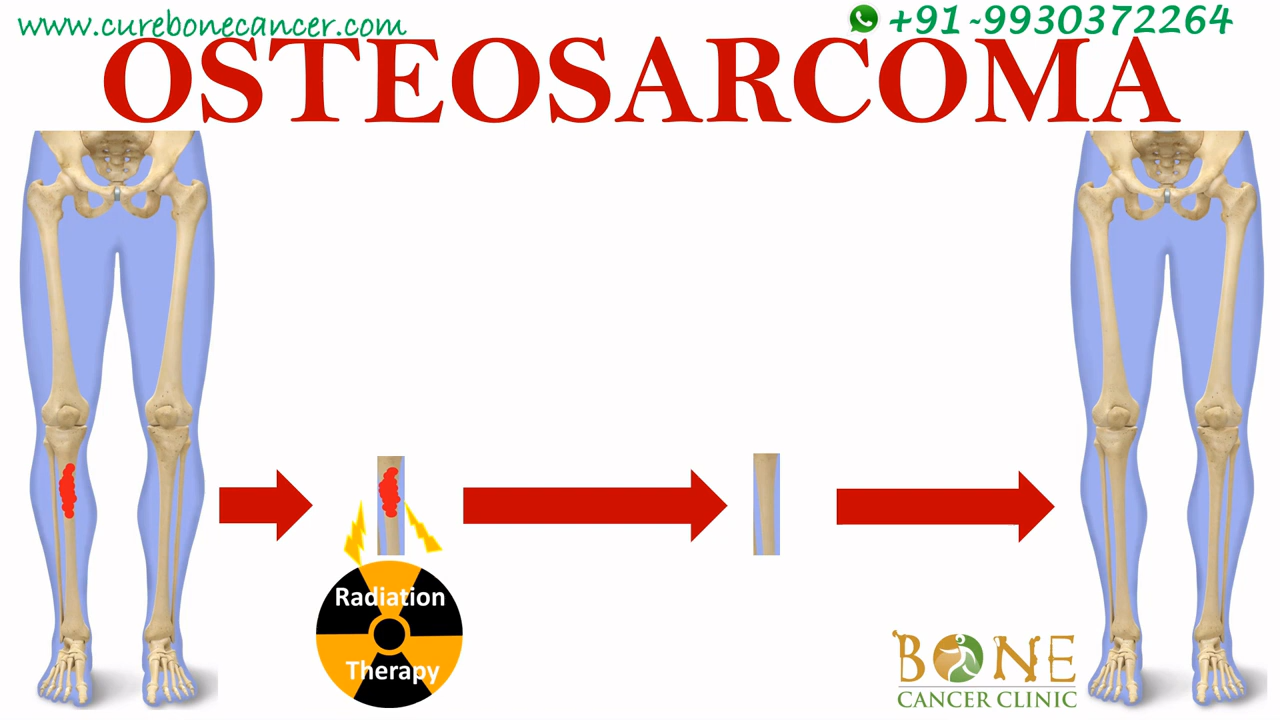 www.curebonecancer.com
+91-9930372264
OSTEOSARCOMA
Radiation
Therapy
BONE
CANCER CLINIC